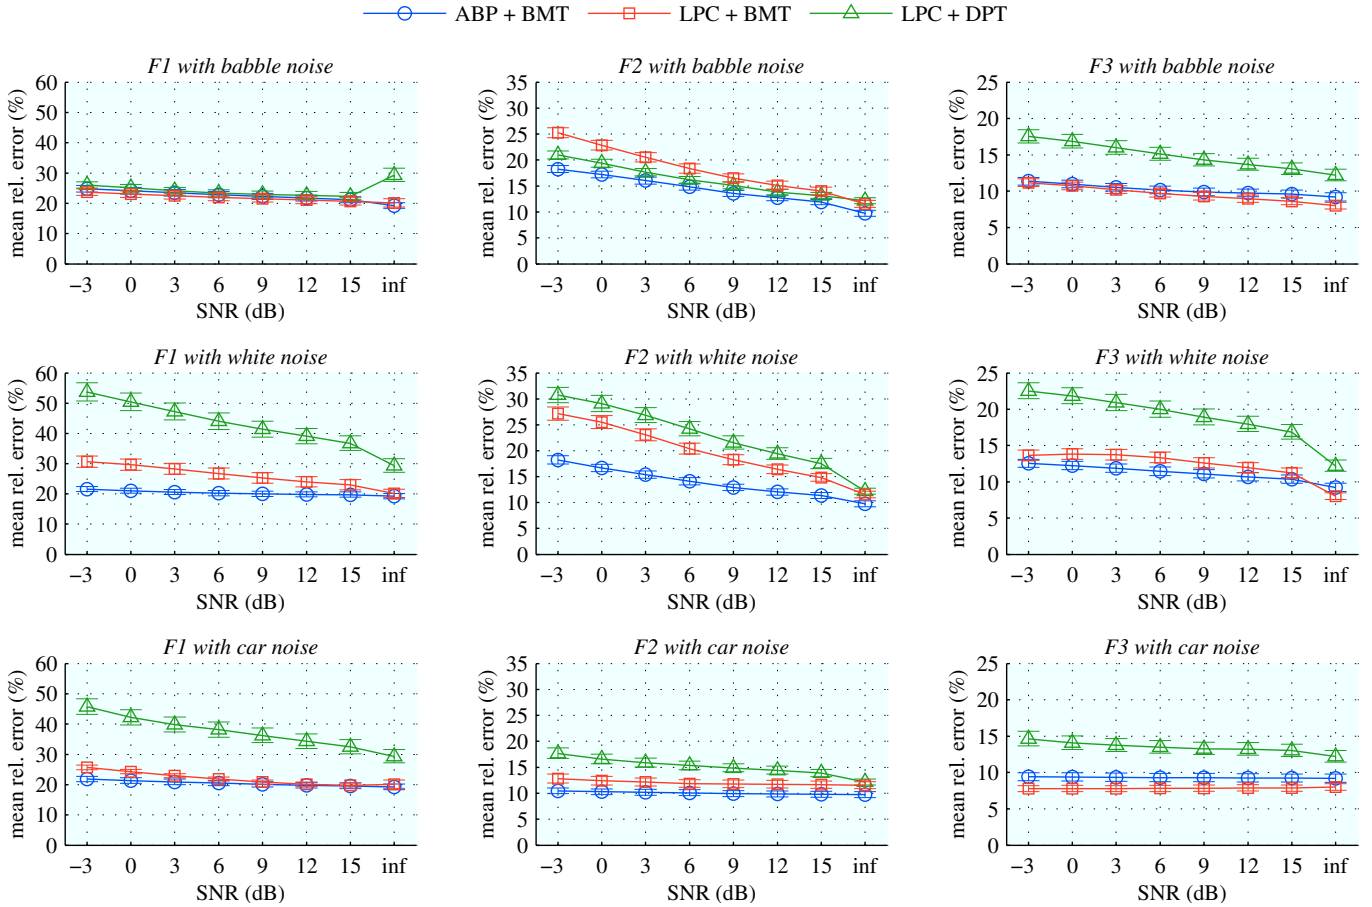 ABP + BMT LPC + BMT LPC + DPT
F1 with babble noise
mean rel. error (%)
60
50
40
30
20
10
0
−3 0 3 6 9 12 15 inf
SNR (dB)
F2 with babble noise
mean rel. error (%)
35
30
25
20
15
10
5
0
−3 0 3 6 9 12 15 inf
SNR (dB)
F3 with babble noise
mean rel. error (%)
25
20
15
10
5
0
−3 0 3 6 9 12 15 inf
SNR (dB)
F1 with white noise
mean rel. error (%)
60
50
40
30
20
10
0
−3 0 3 6 9 12 15 inf
SNR (dB)
F2 with white noise
mean rel. error (%)
35
30
25
20
15
10
5
0
−3 0 3 6 9 12 15 inf
SNR (dB)
F3 with white noise
mean rel. error (%)
25
20
15
10
5
0
−3 0 3 6 9 12 15 inf
SNR (dB)
F1 with car noise
mean rel. error (%)
60
50
40
30
20
10
0
−3 0 3 6 9 12 15 inf
SNR (dB)
F2 with car noise
mean rel. error (%)
35
30
25
20
15
10
5
0
−3 0 3 6 9 12 15 inf
SNR (dB)
F3 with car noise
mean rel. error (%)
25
20
15
10
5
0
−3 0 3 6 9 12 15 inf
SNR (dB)